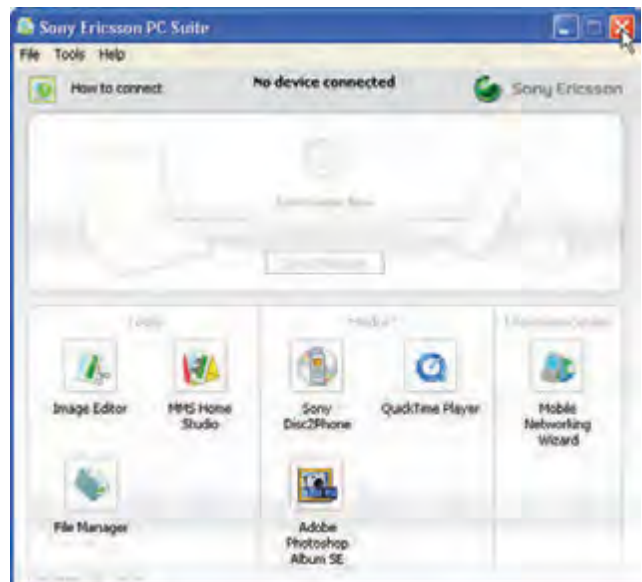 Sony Ericsson PC Suite
File Tools Help
How to connect
No device connected
Sony Ericsson
Tools
Image Editor
MMS Home
Studio
Sony
Disc2Phone
QuickTime Player
Mobile
Networking
Wizard
File Manager
Adobe
Photoshop
Album SE